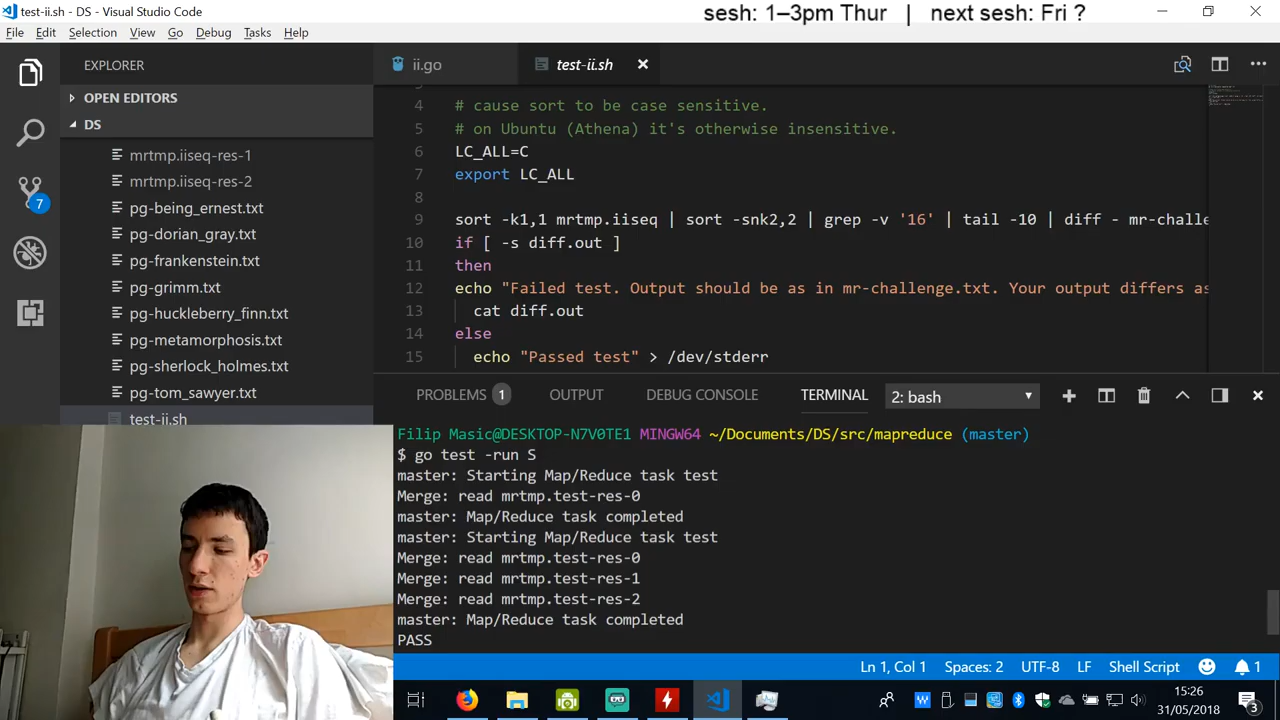 test-ii.sh - DS - Visual Studio Code
sesh: 1–3pm Thur | next sesh: Fri ?
File Edit Selection View Go Debug Tasks Help
EXPLORER
OPEN EDITORS
DS
mrtmp.iiseq-res-1
mrtmp.iiseq-res-2
pg-being_ernest.txt
pg-dorian_gray.txt
pg-frankenstein.txt
pg-grimm.txt
pg-huckleberry_finn.txt
pg-metamorphosis.txt
pg-sherlock_holmes.txt
pg-tom_sawyer.txt
test-ii.sh
7
ii.go
test-ii.sh
4 # cause sort to be case sensitive.
5 # on Ubuntu (Athena) it's otherwise insensitive.
6 LC_ALL=C
7 export LC_ALL
8
9 sort -k1,1 mrtmp.iiseq | sort -snk2,2 | grep -v '16' | tail -10 | diff - mr-challe
10 if [ -s diff.out ]
11 then
12 echo "Failed test. Output should be as in mr-challenge.txt. Your output differs as
13 cat diff.out
14 else
15 echo "Passed test" > /dev/stderr
PROBLEMS 1 OUTPUT DEBUG CONSOLE TERMINAL 2: bash
Filip Masic@DESKTOP-N7V0TE1 MINGW64 ~/Documents/DS/src/mapreduce (master)
$ go test -run S
master: Starting Map/Reduce task test
Merge: read mrtmp.test-res-0
master: Map/Reduce task completed
master: Starting Map/Reduce task test
Merge: read mrtmp.test-res-0
Merge: read mrtmp.test-res-1
Merge: read mrtmp.test-res-2
master: Map/Reduce task completed
PASS
Ln 1, Col 1 Spaces: 2 UTF-8 LF Shell Script 1
15:26
31/05/2018
3